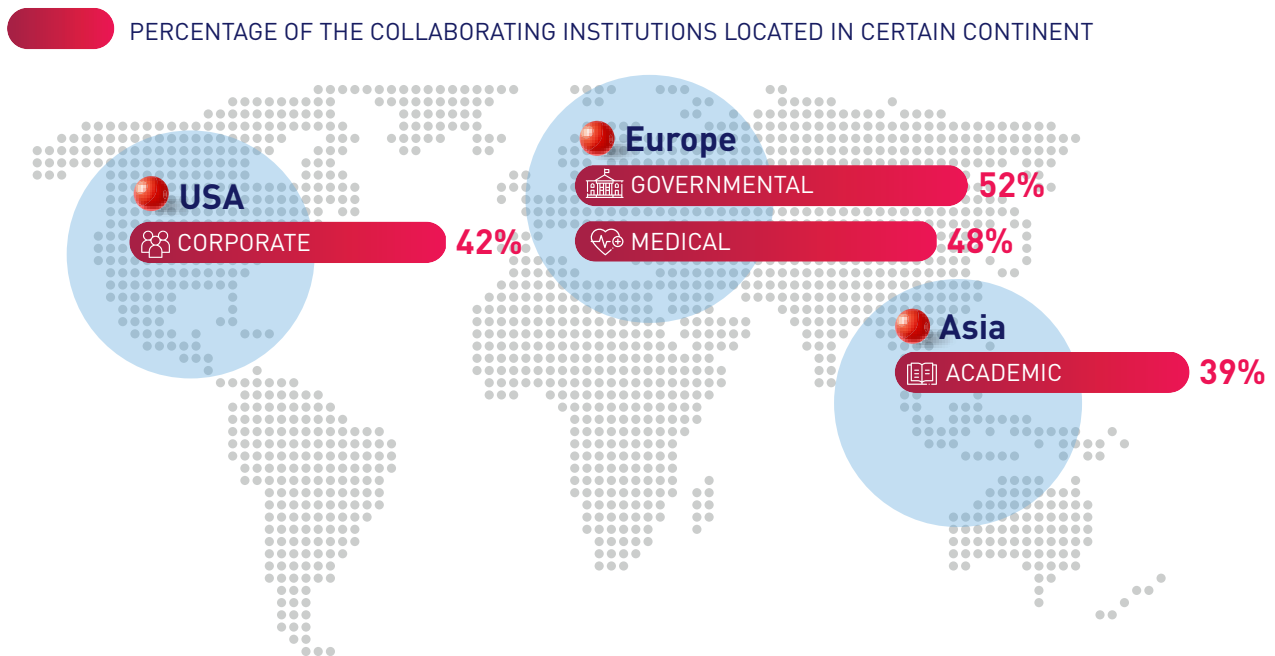 PERCENTAGE OF THE COLLABORATING INSTITUTIONS LOCATED IN CERTAIN CONTINENT
USA
CORPORATE 42%
Europe
GOVERNMENTAL 52%
MEDICAL 48%
Asia
ACADEMIC 39%